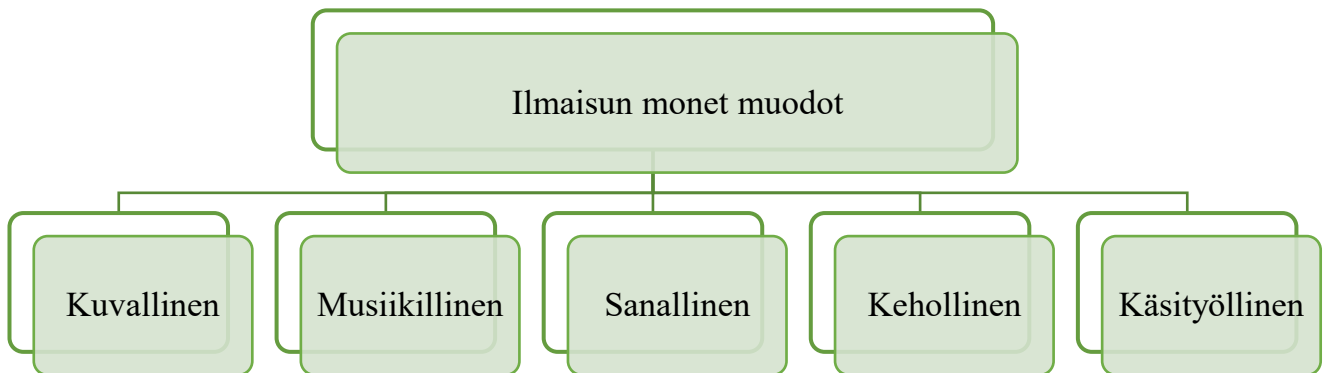 Ilmaisun monet muodot
Kuvallinen
Musiikillinen
Sanallinen
Kehollinen
Käsityöllinen